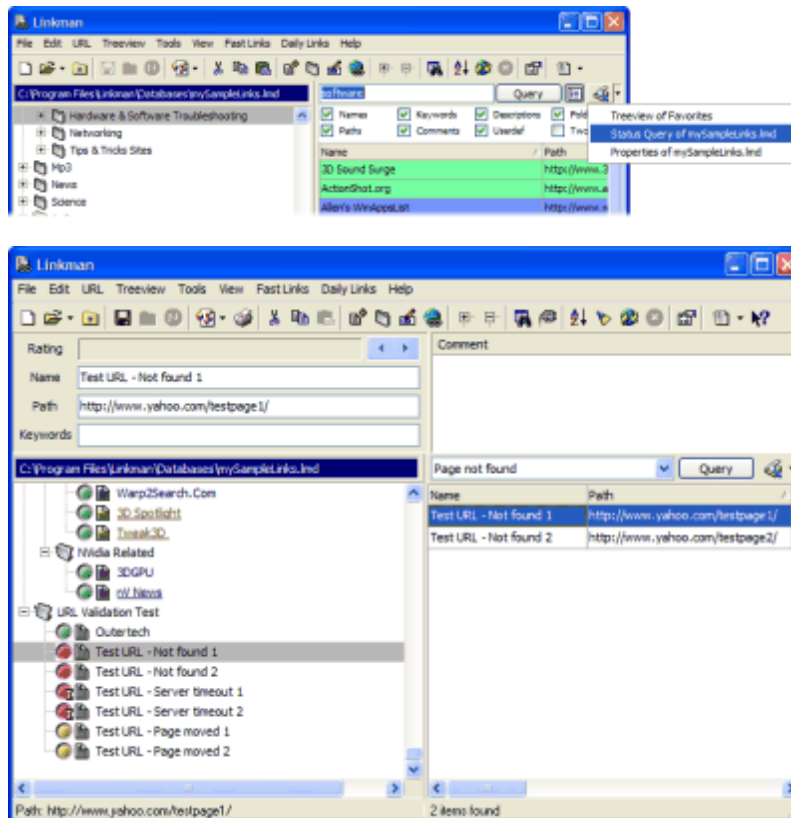 Linkman
File Edit URL Treeview Tools View Fast Links Daily Links Help
C:\Program Files\Linkman\Databases\mySampleLinks.lmd
software Query
Hardware & Software Troubleshooting
Networking
Tips & Tricks Sites
Mp3
News
Science
Names Keywords Descriptions
Paths Comments Userdef
Treeview of Favorites
Status Query of mySampleLinks.lmd
Properties of mySampleLinks.lmd
Name / Path
3D Sound Surge http://www.3
ActionShot.org http://www.a
Allen's WinAppsList
Linkman
File Edit URL Treeview Tools View Fast Links Daily Links Help
Rating
Name Test URL - Not found 1
Path http://www.yahoo.com/testpage1/
Keywords
Comment
C:\Program Files\Linkman\Databases\mySampleLinks.lmd
Warp2Search.Com
3D Spotlight
Tweak3D
NVidia Related
3DGPU
nV News
URL Validation Test
Outertech
Test URL - Not found 1
Test URL - Not found 2
Test URL - Server timeout 1
Test URL - Server timeout 2
Test URL - Page moved 1
Test URL - Page moved 2
Page not found Query
Name Path /
Test URL - Not found 1 http://www.yahoo.com/testpage1/
Test URL - Not found 2 http://www.yahoo.com/testpage2/
Path: http://www.yahoo.com/testpage1/
2 items found